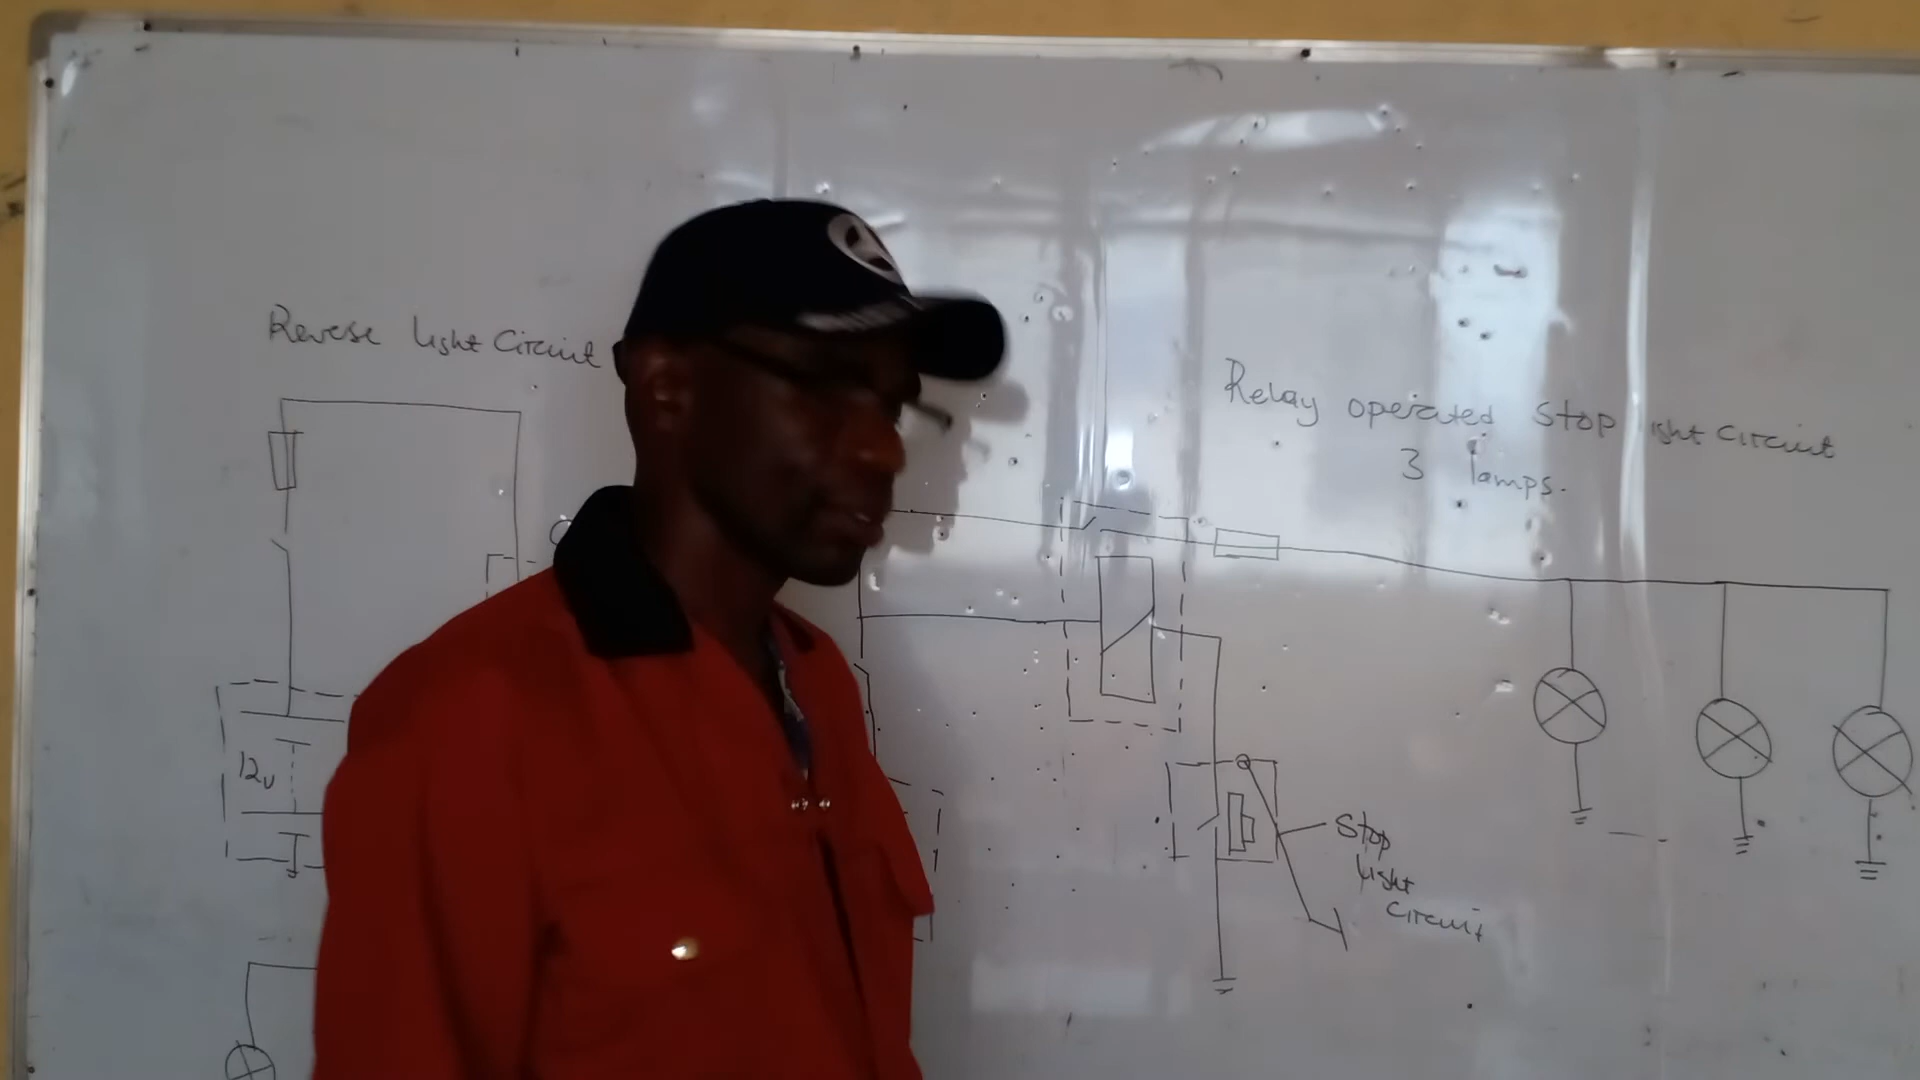 Reverse light Circuit
Relay operated Stop light circuit
3 lamps.
12v
Stop
light
circuit